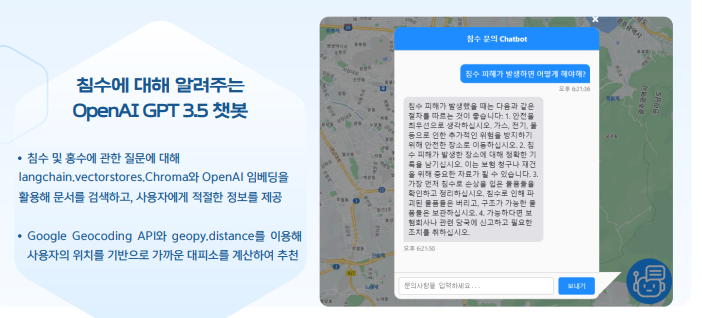 침수에 대해 알려주는
OpenAI GPT 3.5 챗봇
• 침수 및 홍수에 관한 질문에 대해
langchain,vectorstores,Chroma와 OpenAI 임베딩을
활용해 문서를 검색하고, 사용자에게 적절한 정보를 제공
• Google Geocoding API와 geopy,distance를 이용해
사용자의 위치를 기반으로 가까운 대피소를 계산하여 추천
침수 문의 Chatbot
침수 피해가 발생하면 어떻게 해야해?
오후 6:21:36
침수 피해가 발생했을 때는 다음과 같은
절차를 따르는 것이 좋습니다: 1. 안전을
최우선으로 생각하십시오. 가스, 전기, 물
등으로 인한 추가적인 위험을 방지하기
위해 안전한 장소로 이동하십시오. 2. 침
수 피해가 발생한 장소에 대해 정확한 기
록을 남기십시오. 이는 보험 청구나 재건
을 위해 중요한 자료가 될 수 있습니다. 3.
가장 먼저 침수로 손상을 입은 물품들을
확인하고 정리하십시오. 침수로 인해 파
괴된 물품들은 버리고, 구조가 가능한 물
품들은 보관하십시오. 4. 가능하다면 보
험회사나 관련 당국에 신고하고 필요한
조치를 취하십시오.
오후 6:21:50
문의사항을 입력하세요...
보내기